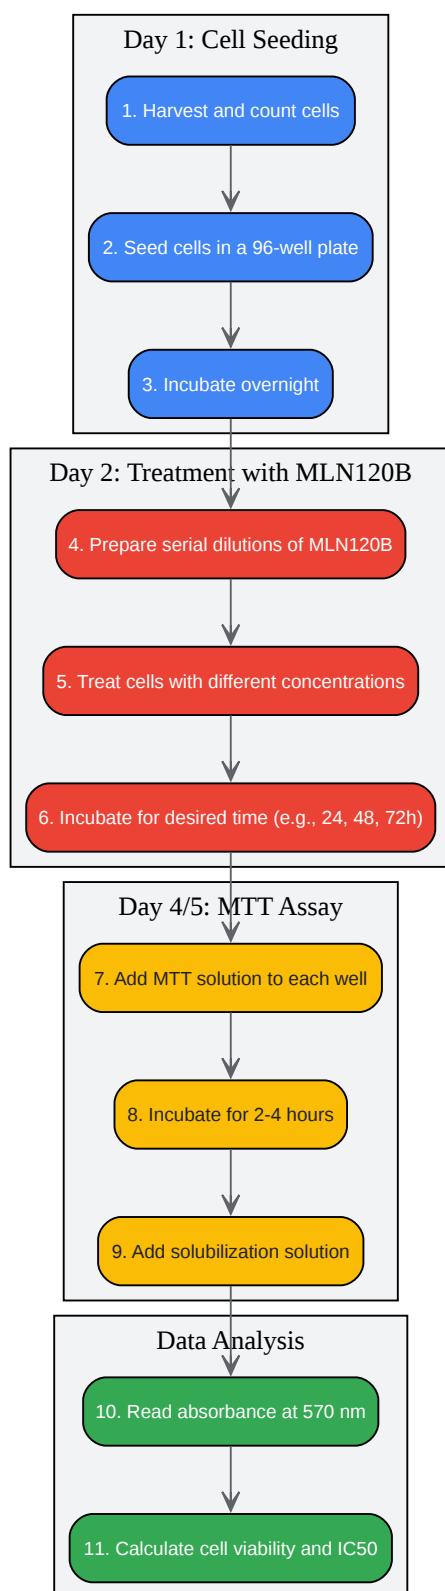 Day 1: Cell Seeding
1. Harvest and count cells
2. Seed cells in a 96-well plate
3. Incubate overnight
Day 2: Treatment with MLN120B
4. Prepare serial dilutions of MLN120B
5. Treat cells with different concentrations
6. Incubate for desired time (e.g., 24, 48, 72h)
Day 4/5: MTT Assay
7. Add MTT solution to each well
8. Incubate for 2-4 hours
9. Add solubilization solution
Data Analysis
10. Read absorbance at 570 nm
11. Calculate cell viability and IC50